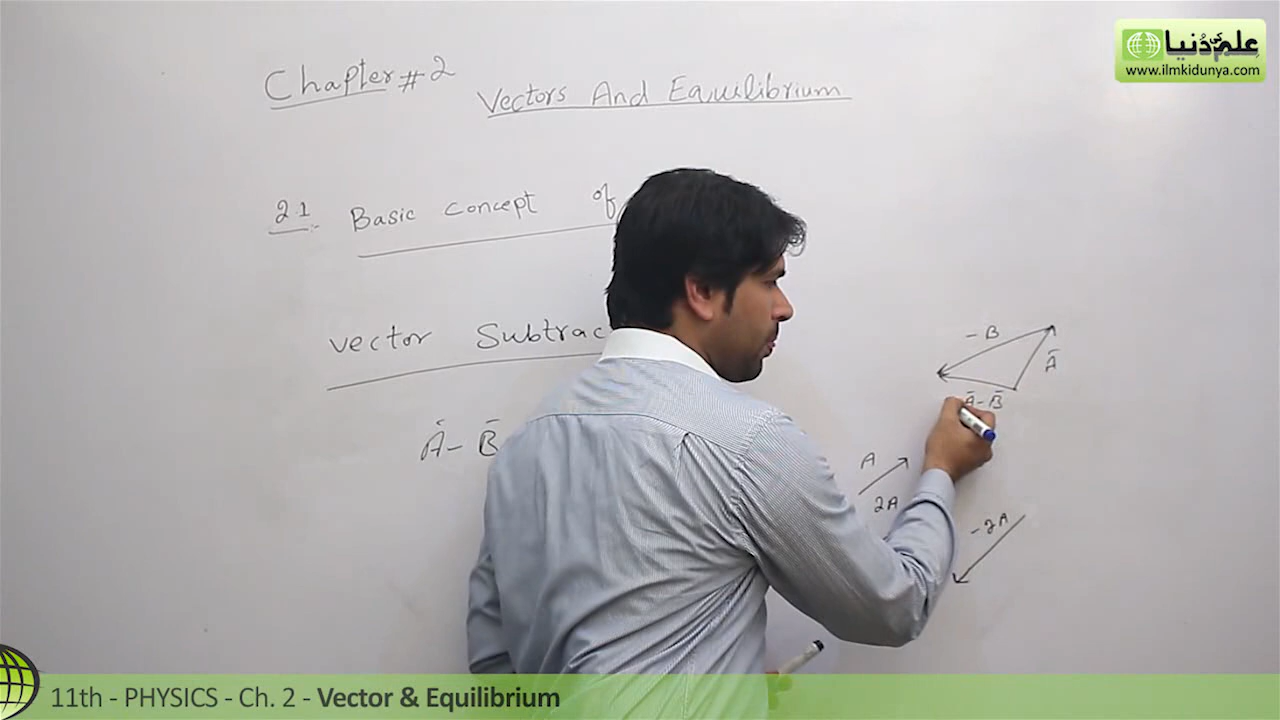 علم کی دُنیا
www.ilmkidunya.com
Chapter # 2
Vectors And Equilibrium
2.1 Basic concept of
vector Subtrac
Ā - B̄
-B
Ā
Ā - B̄
A
2A
-2A
11th - PHYSICS - Ch. 2 - Vector & Equilibrium